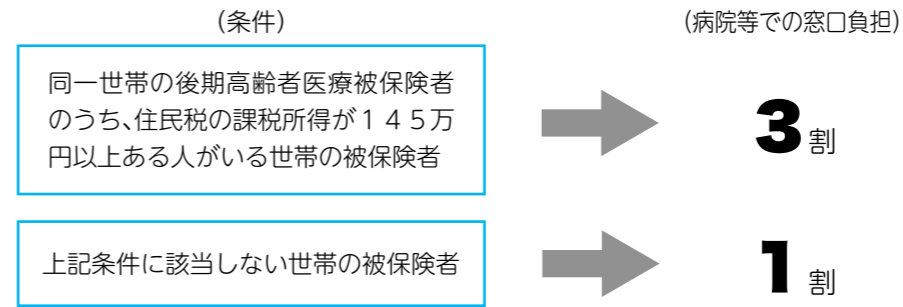 (条件)
(病院等での窓口負担)
同一世帯の後期高齢者医療被保険者
のうち、住民税の課税所得が１４５万
円以上ある人がいる世帯の被保険者
3割
上記条件に該当しない世帯の被保険者
1割